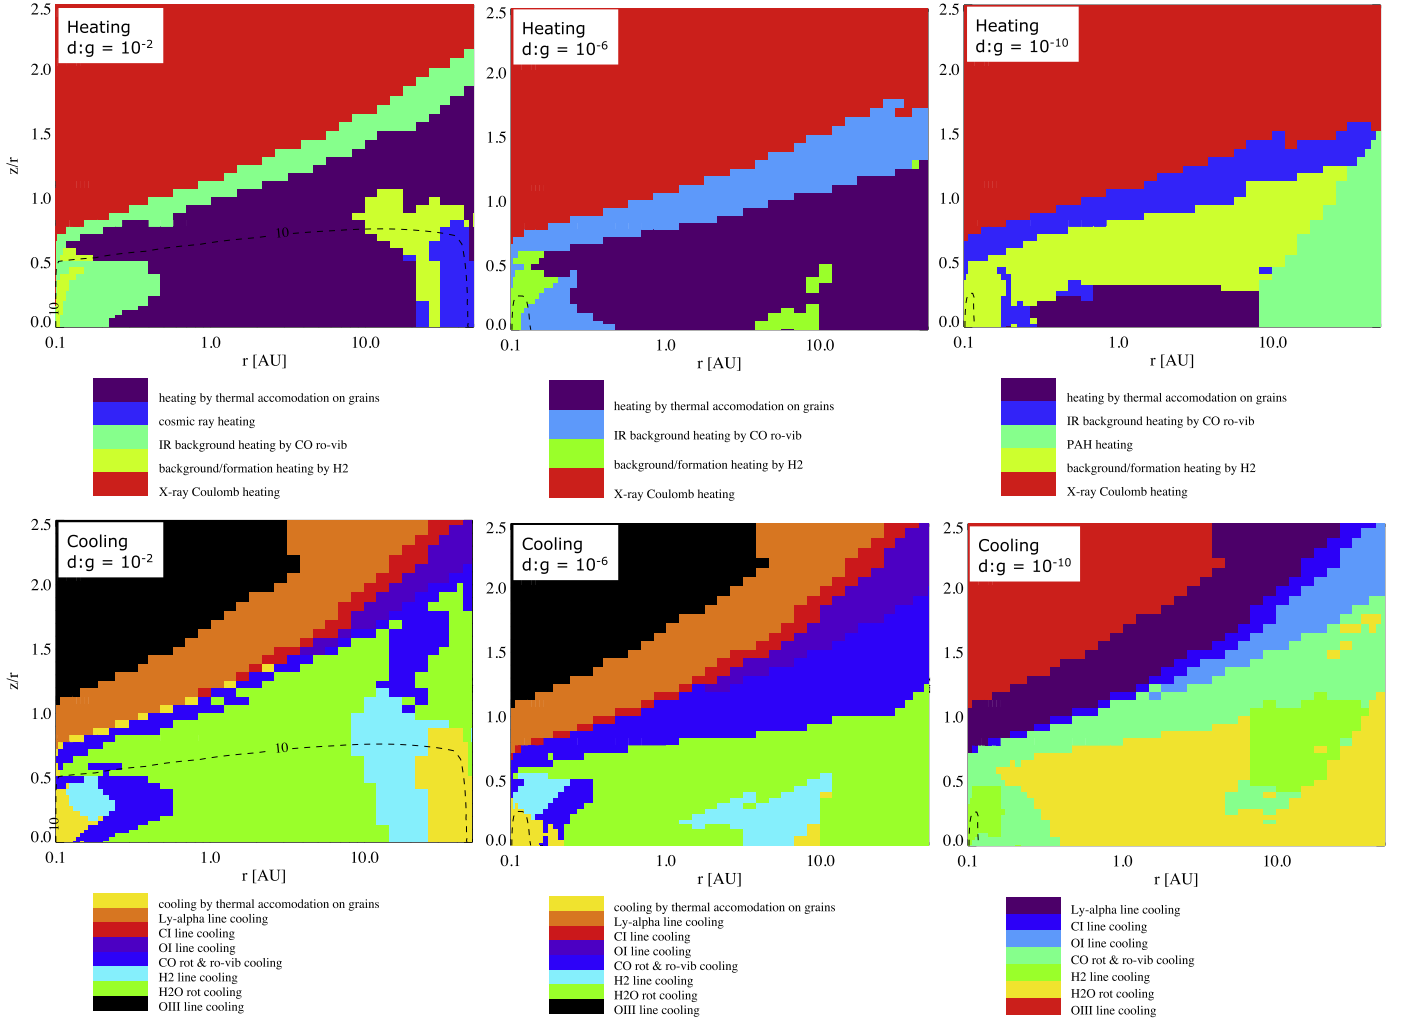 Heating
d:g = 10-2
2.5
2.0
1.5
1.0
0.5
0.0
z/r
10
10
0.1
1.0
10.0
r [AU]
heating by thermal accomodation on grains
cosmic ray heating
IR background heating by CO ro-vib
background/formation heating by H2
X-ray Coulomb heating
Heating
d:g = 10-6
2.5
2.0
1.5
1.0
0.5
0.0
0.1
1.0
10.0
r [AU]
heating by thermal accomodation on grains
IR background heating by CO ro-vib
background/formation heating by H2
X-ray Coulomb heating
Heating
d:g = 10-10
2.5
2.0
1.5
1.0
0.5
0.0
0.1
1.0
10.0
r [AU]
heating by thermal accomodation on grains
IR background heating by CO ro-vib
PAH heating
background/formation heating by H2
X-ray Coulomb heating
Cooling
d:g = 10-2
2.5
2.0
1.5
1.0
0.5
0.0
z/r
10
10
0.1
1.0
10.0
r [AU]
cooling by thermal accomodation on grains
Ly-alpha line cooling
CI line cooling
OI line cooling
CO rot & ro-vib cooling
H2 line cooling
H2O rot cooling
OIII line cooling
Cooling
d:g = 10-6
2.5
2.0
1.5
1.0
0.5
0.0
0.1
1.0
10.0
r [AU]
cooling by thermal accomodation on grains
Ly-alpha line cooling
CI line cooling
OI line cooling
CO rot & ro-vib cooling
H2 line cooling
H2O rot cooling
OIII line cooling
Cooling
d:g = 10-10
2.5
2.0
1.5
1.0
0.5
0.0
0.1
1.0
10.0
r [AU]
Ly-alpha line cooling
CI line cooling
OI line cooling
CO rot & ro-vib cooling
H2 line cooling
H2O rot cooling
OIII line cooling